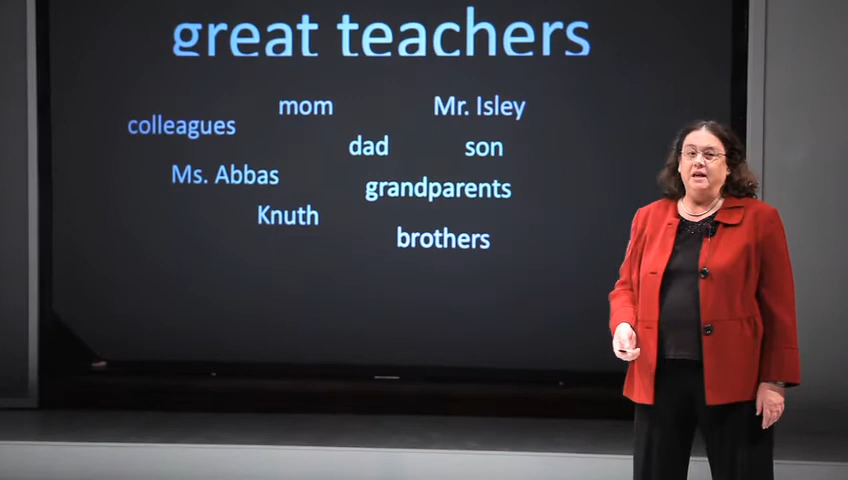 great teachers
mom Mr. Isley
colleagues
dad son
Ms. Abbas
grandparents
Knuth
brothers